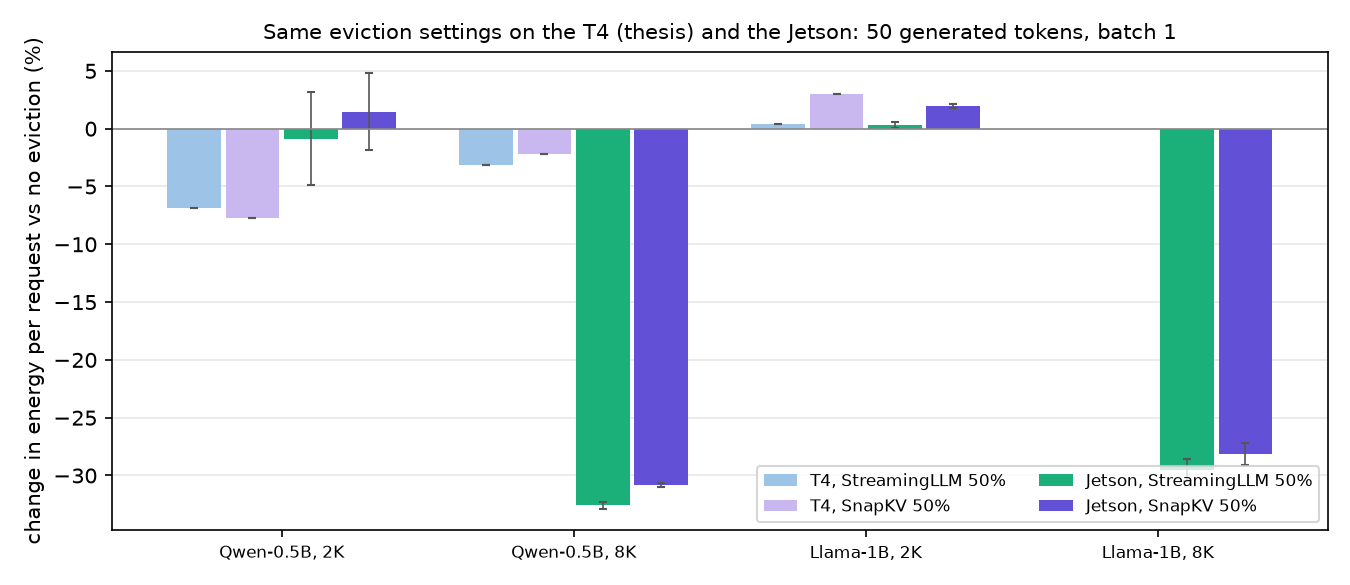 Same eviction settings on the T4 (thesis) and the Jetson: 50 generated tokens, batch 1
change in energy per request vs no eviction (%)
5
0
−5
−10
−15
−20
−25
−30
T4, StreamingLLM 50%
T4, SnapKV 50%
Jetson, StreamingLLM 50%
Jetson, SnapKV 50%
Qwen-0.5B, 2K
Qwen-0.5B, 8K
Llama-1B, 2K
Llama-1B, 8K